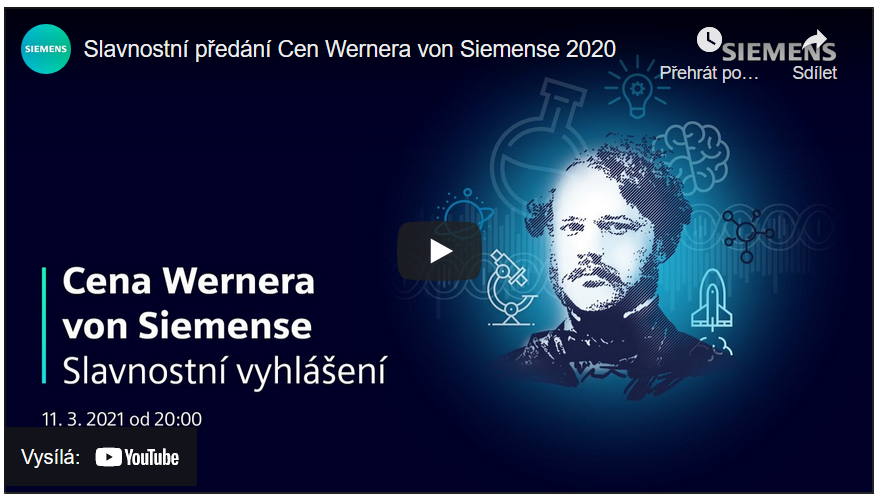 SIEMENS
Slavnostní předání Cen Wernera von Siemense 2020
SIEMENS
Přehrát po…
Sdílet
Cena Wernera
von Siemense
Slavnostní vyhlášení
11. 3. 2021 od 20:00
Vysílá: YouTube